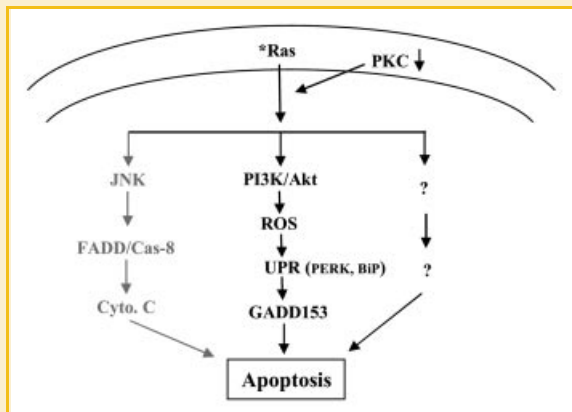 *Ras
PKC
JNK PI3K/Akt ?
ROS
FADD/Cas-8
UPR (PERK, BiP) ?
Cyto. C GADD153
Apoptosis